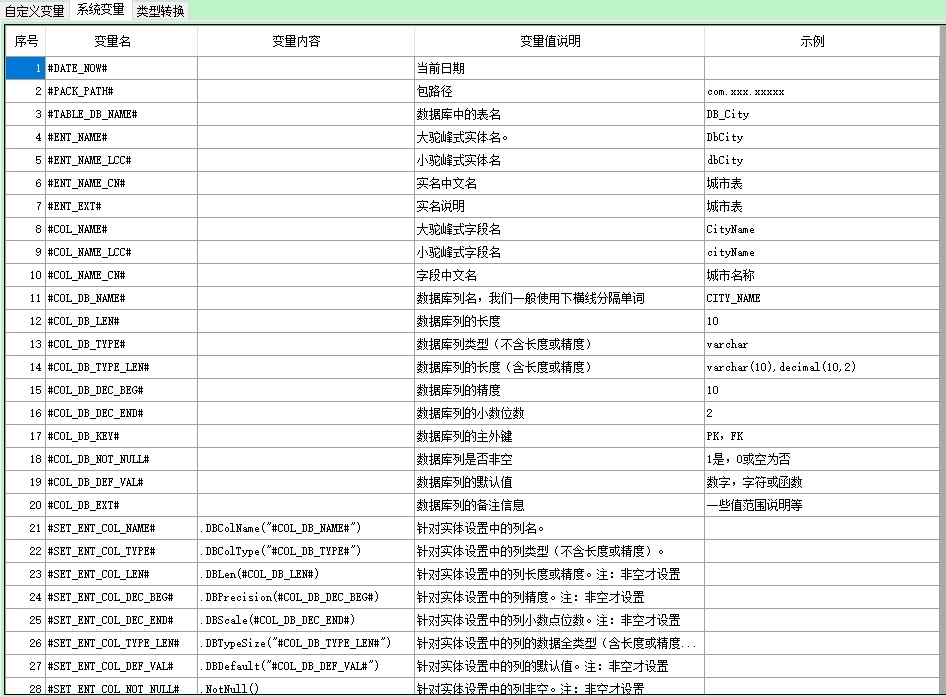 自定义变量 系统变量 类型转换
序号 变量名 变量内容 变量值说明 示例
1 #DATE_NOW# 当前日期
2 #PACK_PATH# 包路径 com.xxx.xxxxx
3 #TABLE_DB_NAME# 数据库中的表名 DB_City
4 #ENT_NAME# 大驼峰式实体名。 DbCity
5 #ENT_NAME_LCC# 小驼峰式实体名 dbCity
6 #ENT_NAME_CN# 实名中文名 城市表
7 #ENT_EXT# 实名说明 城市表
8 #COL_NAME# 大驼峰式字段名 CityName
9 #COL_NAME_LCC# 小驼峰式字段名 cityName
10 #COL_NAME_CN# 字段中文名 城市名称
11 #COL_DB_NAME# 数据库列名，我们一般使用下横线分隔单词 CITY_NAME
12 #COL_DB_LEN# 数据库列的长度 10
13 #COL_DB_TYPE# 数据库列类型（不含长度或精度） varchar
14 #COL_DB_TYPE_LEN# 数据库列的长度（含长度或精度） varchar(10),decimal(10,2)
15 #COL_DB_DEC_BEG# 数据库列的精度 10
16 #COL_DB_DEC_END# 数据库列的小数位数 2
17 #COL_DB_KEY# 数据库列的主外键 PK，FK
18 #COL_DB_NOT_NULL# 数据库列是否非空 1是，0或空为否
19 #COL_DB_DEF_VAL# 数据库列的默认值 数字，字符或函数
20 #COL_DB_EXT# 数据库列的备注信息 一些值范围说明等
21 #SET_ENT_COL_NAME# .DBColName("#COL_DB_NAME#") 针对实体设置中的列名。
22 #SET_ENT_COL_TYPE# .DBColType("#COL_DB_TYPE#") 针对实体设置中的列类型（不含长度或精度）。
23 #SET_ENT_COL_LEN# .DBLen(#COL_DB_LEN#) 针对实体设置中的列长度或精度。注：非空才设置
24 #SET_ENT_COL_DEC_BEG# .DBPrecision(#COL_DB_DEC_BEG#) 针对实体设置中的列精度。注：非空才设置
25 #SET_ENT_COL_DEC_END# .DBScale(#COL_DB_DEC_END#) 针对实体设置中的列小数点位数。注：非空才设置
26 #SET_ENT_COL_TYPE_LEN# .DBTypeSize("#COL_DB_TYPE_LEN#") 针对实体设置中的列的数据全类型（含长度或精度...
27 #SET_ENT_COL_DEF_VAL# .DBDefault("#COL_DB_DEF_VAL#") 针对实体设置中的列的默认值。注：非空才设置
28 #SET_ENT_COL_NOT_NULL# .NotNull() 针对实体设置中的列非空。注：非空才设置